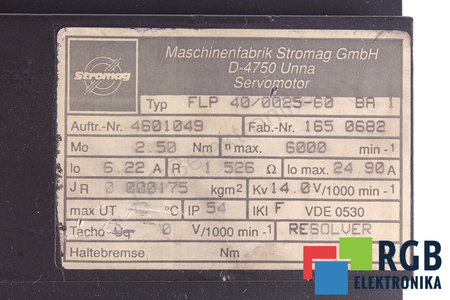 Stromag
Maschinenfabrik Stromag GmbH
D-4750 Unna
Servomotor
Typ FLP 40/0025-60 BR 1
Auftr.-Nr. 4601049 Fab.-Nr. 165 0682
Mo 2.50 Nm n max. 6000 min-1
Io 6.22 A R 1 526 Ω Io max. 24.90 A
JR 0 000175 kgm2 Kv 14.0 V/1000 min-1
max UT °C IP 54 IKI F VDE 0530
Tacho 0 V/1000 min-1 RESOLVER
Haltebremse Nm
RGB
ELEKTRONIKA